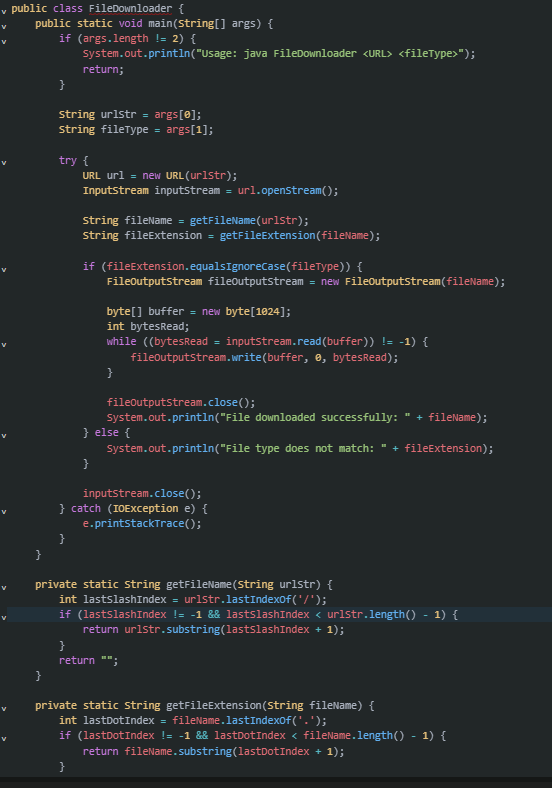 public class FileDownloader {
    public static void main(String[] args) {
        if (args.length != 2) {
            System.out.println("Usage: java FileDownloader <URL> <fileType>");
            return;
        }

        String urlStr = args[0];
        String fileType = args[1];

        try {
            URL url = new URL(urlStr);
            InputStream inputStream = url.openStream();

            String fileName = getFileName(urlStr);
            String fileExtension = getFileExtension(fileName);

            if (fileExtension.equalsIgnoreCase(fileType)) {
                FileOutputStream fileOutputStream = new FileOutputStream(fileName);

                byte[] buffer = new byte[1024];
                int bytesRead;
                while ((bytesRead = inputStream.read(buffer)) != -1) {
                    fileOutputStream.write(buffer, 0, bytesRead);
                }

                fileOutputStream.close();
                System.out.println("File downloaded successfully: " + fileName);
            } else {
                System.out.println("File type does not match: " + fileExtension);
            }

            inputStream.close();
        } catch (IOException e) {
            e.printStackTrace();
        }
    }

    private static String getFileName(String urlStr) {
        int lastSlashIndex = urlStr.lastIndexOf('/');
        if (lastSlashIndex != -1 && lastSlashIndex < urlStr.length() - 1) {
            return urlStr.substring(lastSlashIndex + 1);
        }
        return "";
    }

    private static String getFileExtension(String fileName) {
        int lastDotIndex = fileName.lastIndexOf('.');
        if (lastDotIndex != -1 && lastDotIndex < fileName.length() - 1) {
            return fileName.substring(lastDotIndex + 1);
        }